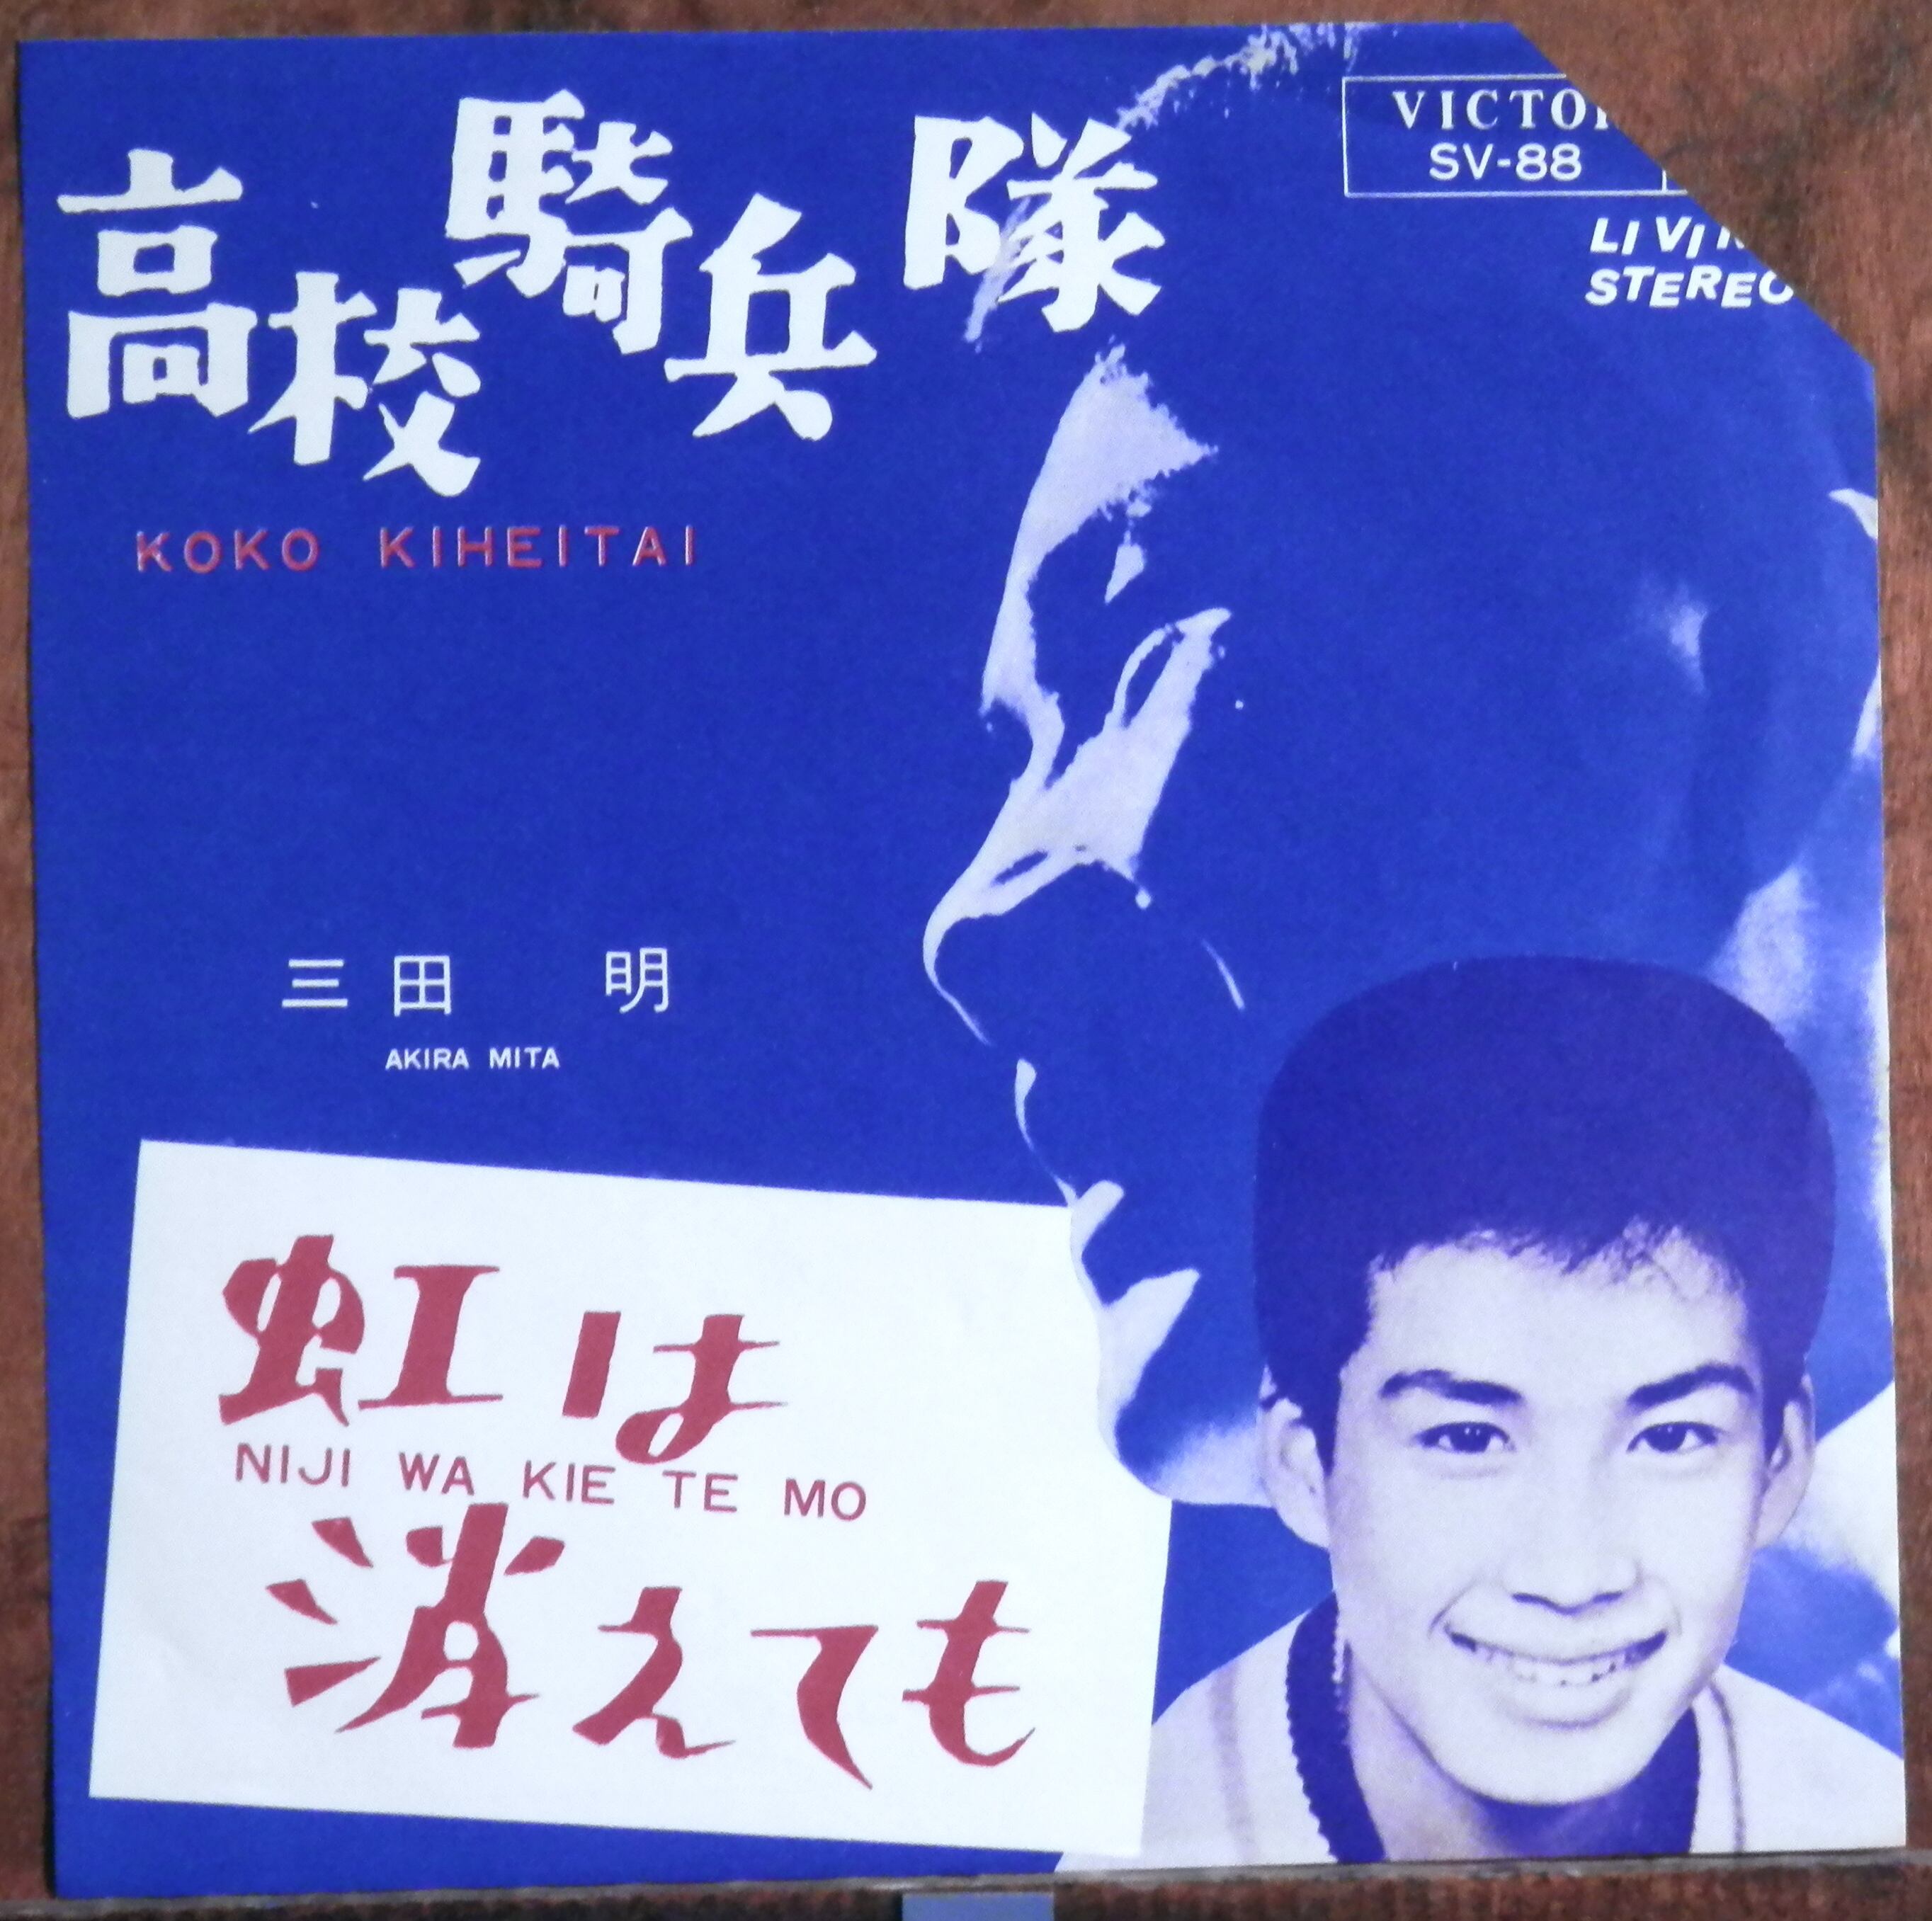 高校騎兵隊
KOKO KIHEITAI
SV-88
STEREO
三田 明
AKIRA MITA
虹は
NIJI WA KIE TE MO
消えても